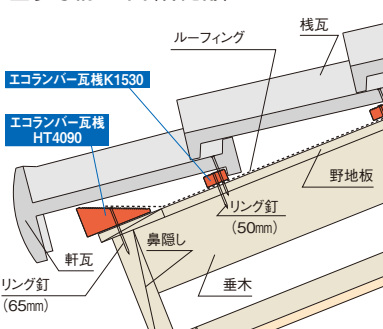 桟瓦
ルーフィング
エコランバー瓦桟K1530
エコランバー瓦桟
HT4090
野地板
リング釘
（50mm）
鼻隠し
軒瓦
垂木
リング釘
（65mm）